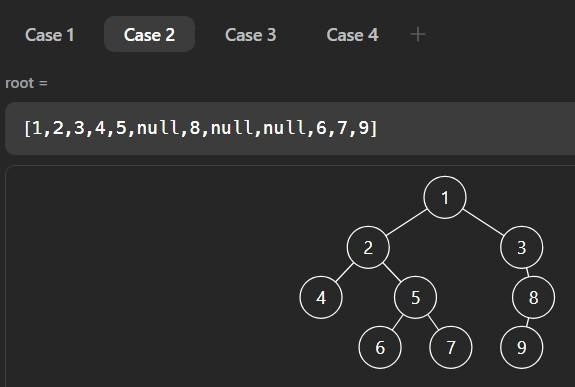 Case 1 Case 2 Case 3 Case 4 +
root =
[1,2,3,4,5,null,8,null,null,6,7,9]
1
2 3
4 5 8
6 7 9